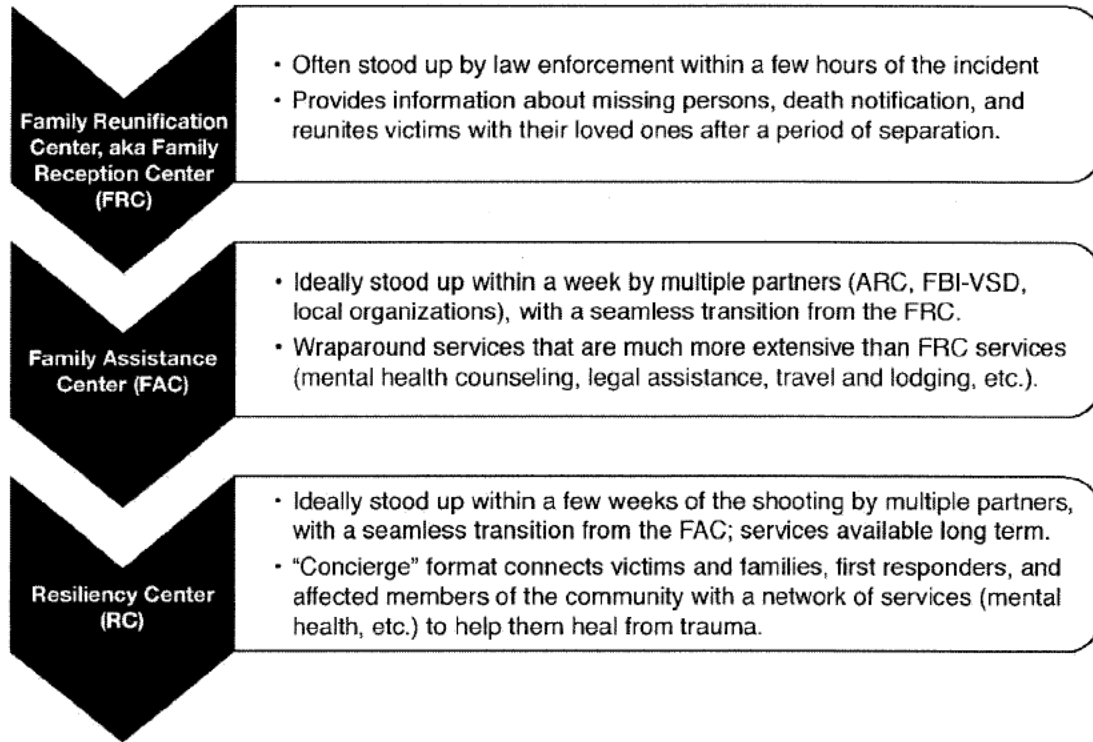 Family Reunification
Center, aka Family
Reception Center
(FRC)
• Often stood up by law enforcement within a few hours of the incident
• Provides information about missing persons, death notification, and
reunites victims with their loved ones after a period of separation.
Family Assistance
Center (FAC)
• Ideally stood up within a week by multiple partners (ARC, FBI-VSD,
local organizations), with a seamless transition from the FRC.
• Wraparound services that are much more extensive than FRC services
(mental health counseling, legal assistance, travel and lodging, etc.).
Resiliency Center
(RC)
• Ideally stood up within a few weeks of the shooting by multiple partners,
with a seamless transition from the FAC; services available long term.
• “Concierge” format connects victims and families, first responders, and
affected members of the community with a network of services (mental
health, etc.) to help them heal from trauma.